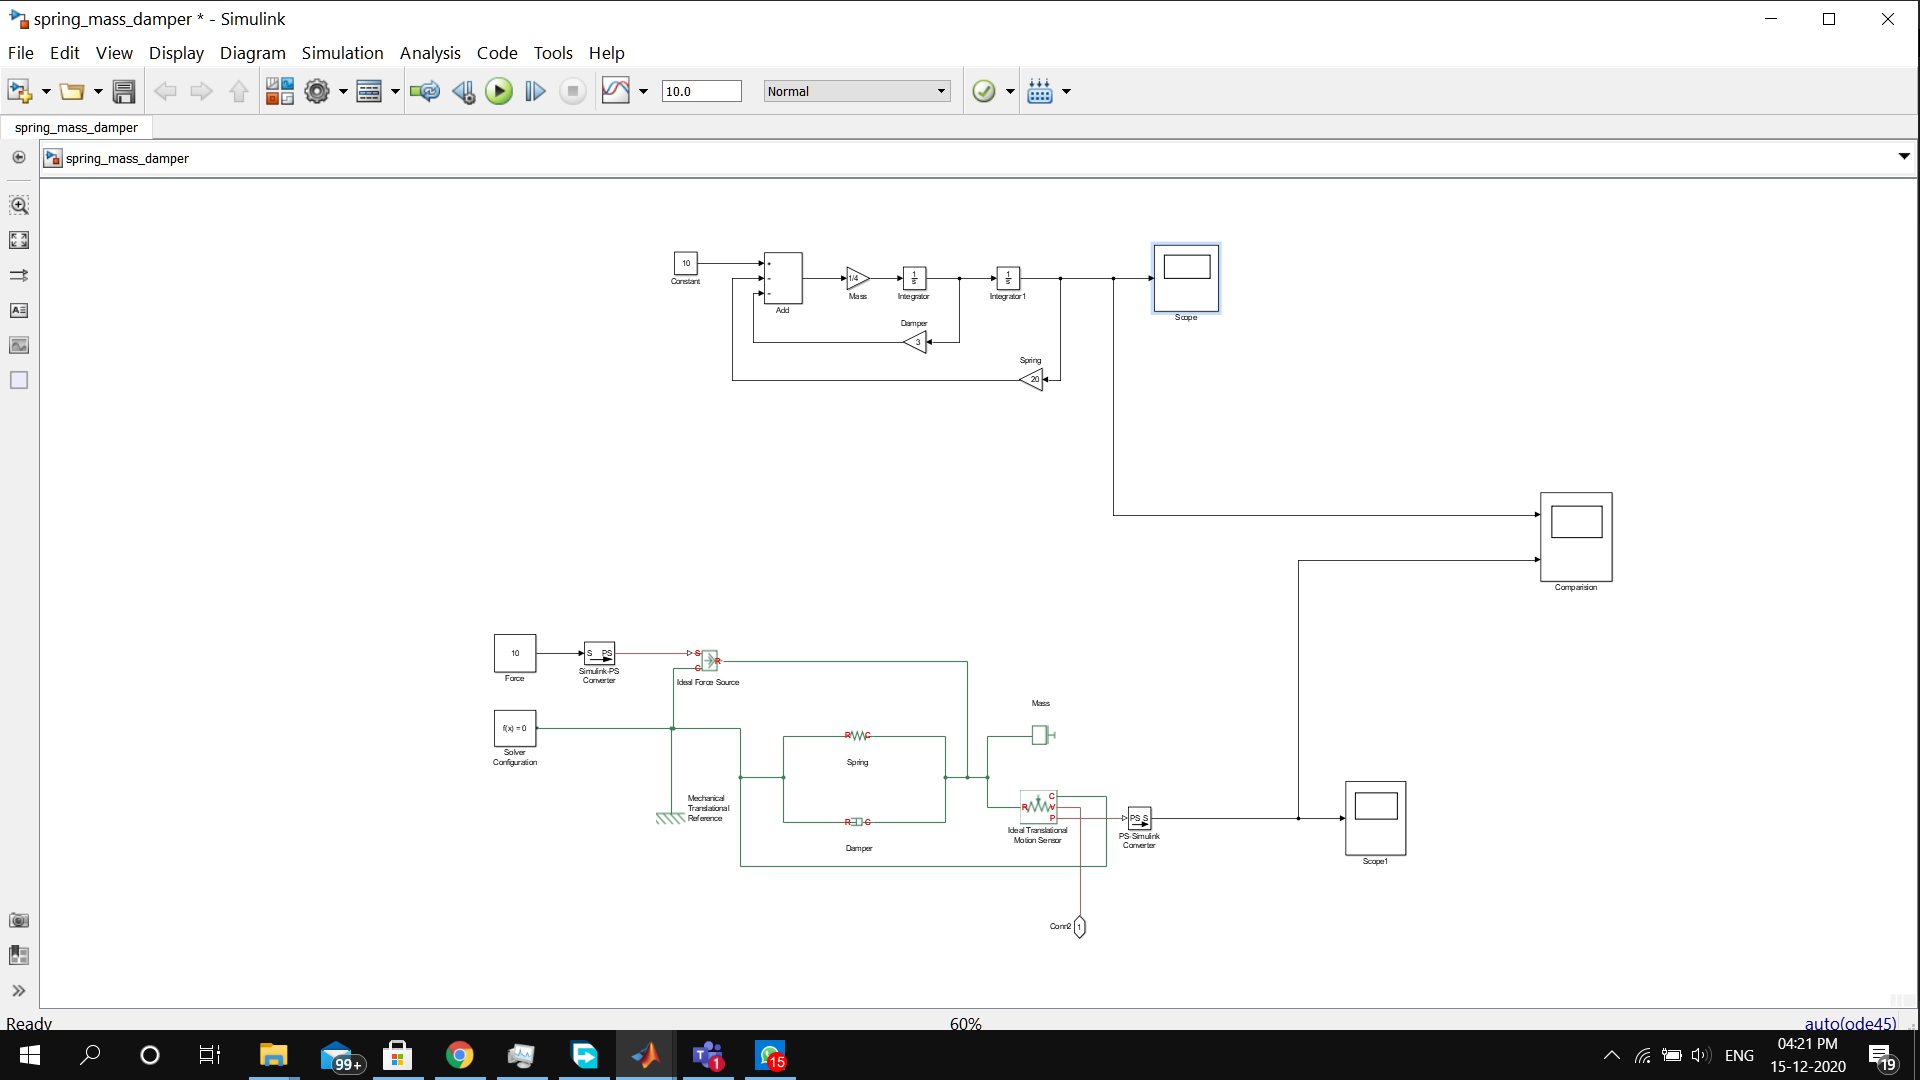 spring_mass_damper * - Simulink
File Edit View Display Diagram Simulation Analysis Code Tools Help
10.0
Normal
spring_mass_damper
spring_mass_damper
10
Constant
+
-
-
Add
1/4
Mass
1
s
Integrator
1
s
Integrator1
Scope
Damper
3
Spring
20
Comparision
10
Force
S PS
Simulink-PS
Converter
S
C
R
Ideal Force Source
f(x) = 0
Solver
Configuration
Mechanical
Translational
Reference
R C
Spring
R C
Damper
Mass
R
C
V
P
Ideal Translational
Motion Sensor
PS S
PS-Simulink
Converter
Scope1
Conn2
1
Ready
60%
auto(ode45)
99+
1
15
ENG
04:21 PM
15-12-2020
19